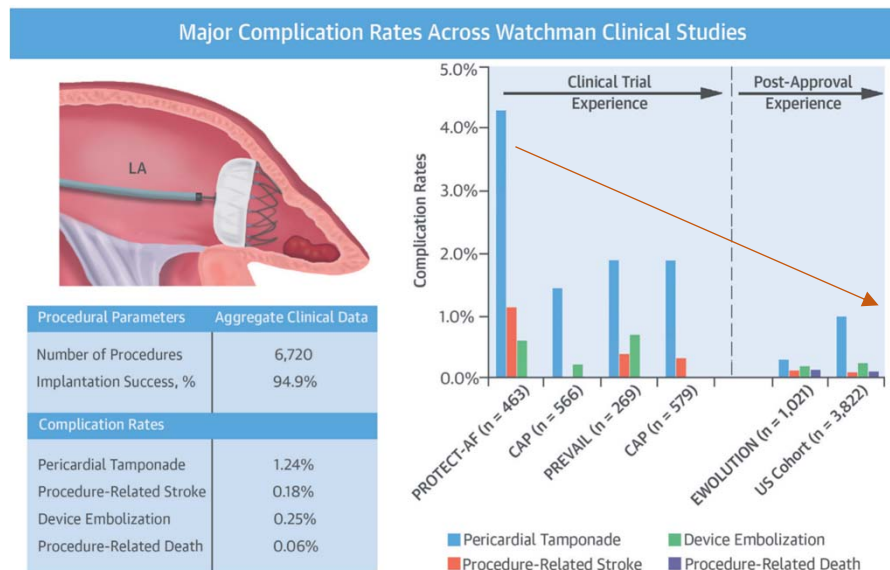 Major Complication Rates Across Watchman Clinical Studies
LA
Procedural Parameters Aggregate Clinical Data
Number of Procedures 6,720
Implantation Success, % 94.9%
Complication Rates
Pericardial Tamponade 1.24%
Procedure-Related Stroke 0.18%
Device Embolization 0.25%
Procedure-Related Death 0.06%
5.0%
4.0%
3.0%
2.0%
1.0%
0.0%
Complication Rates
Clinical Trial
Experience
Post-Approval
Experience
PROTECT-AF (n = 463)
CAP (n = 566)
PREVAIL (n = 269)
CAP (n = 579)
EWOLUTION (n = 1,021)
US Cohort (n = 3,822)
Pericardial Tamponade
Device Embolization
Procedure-Related Stroke
Procedure-Related Death